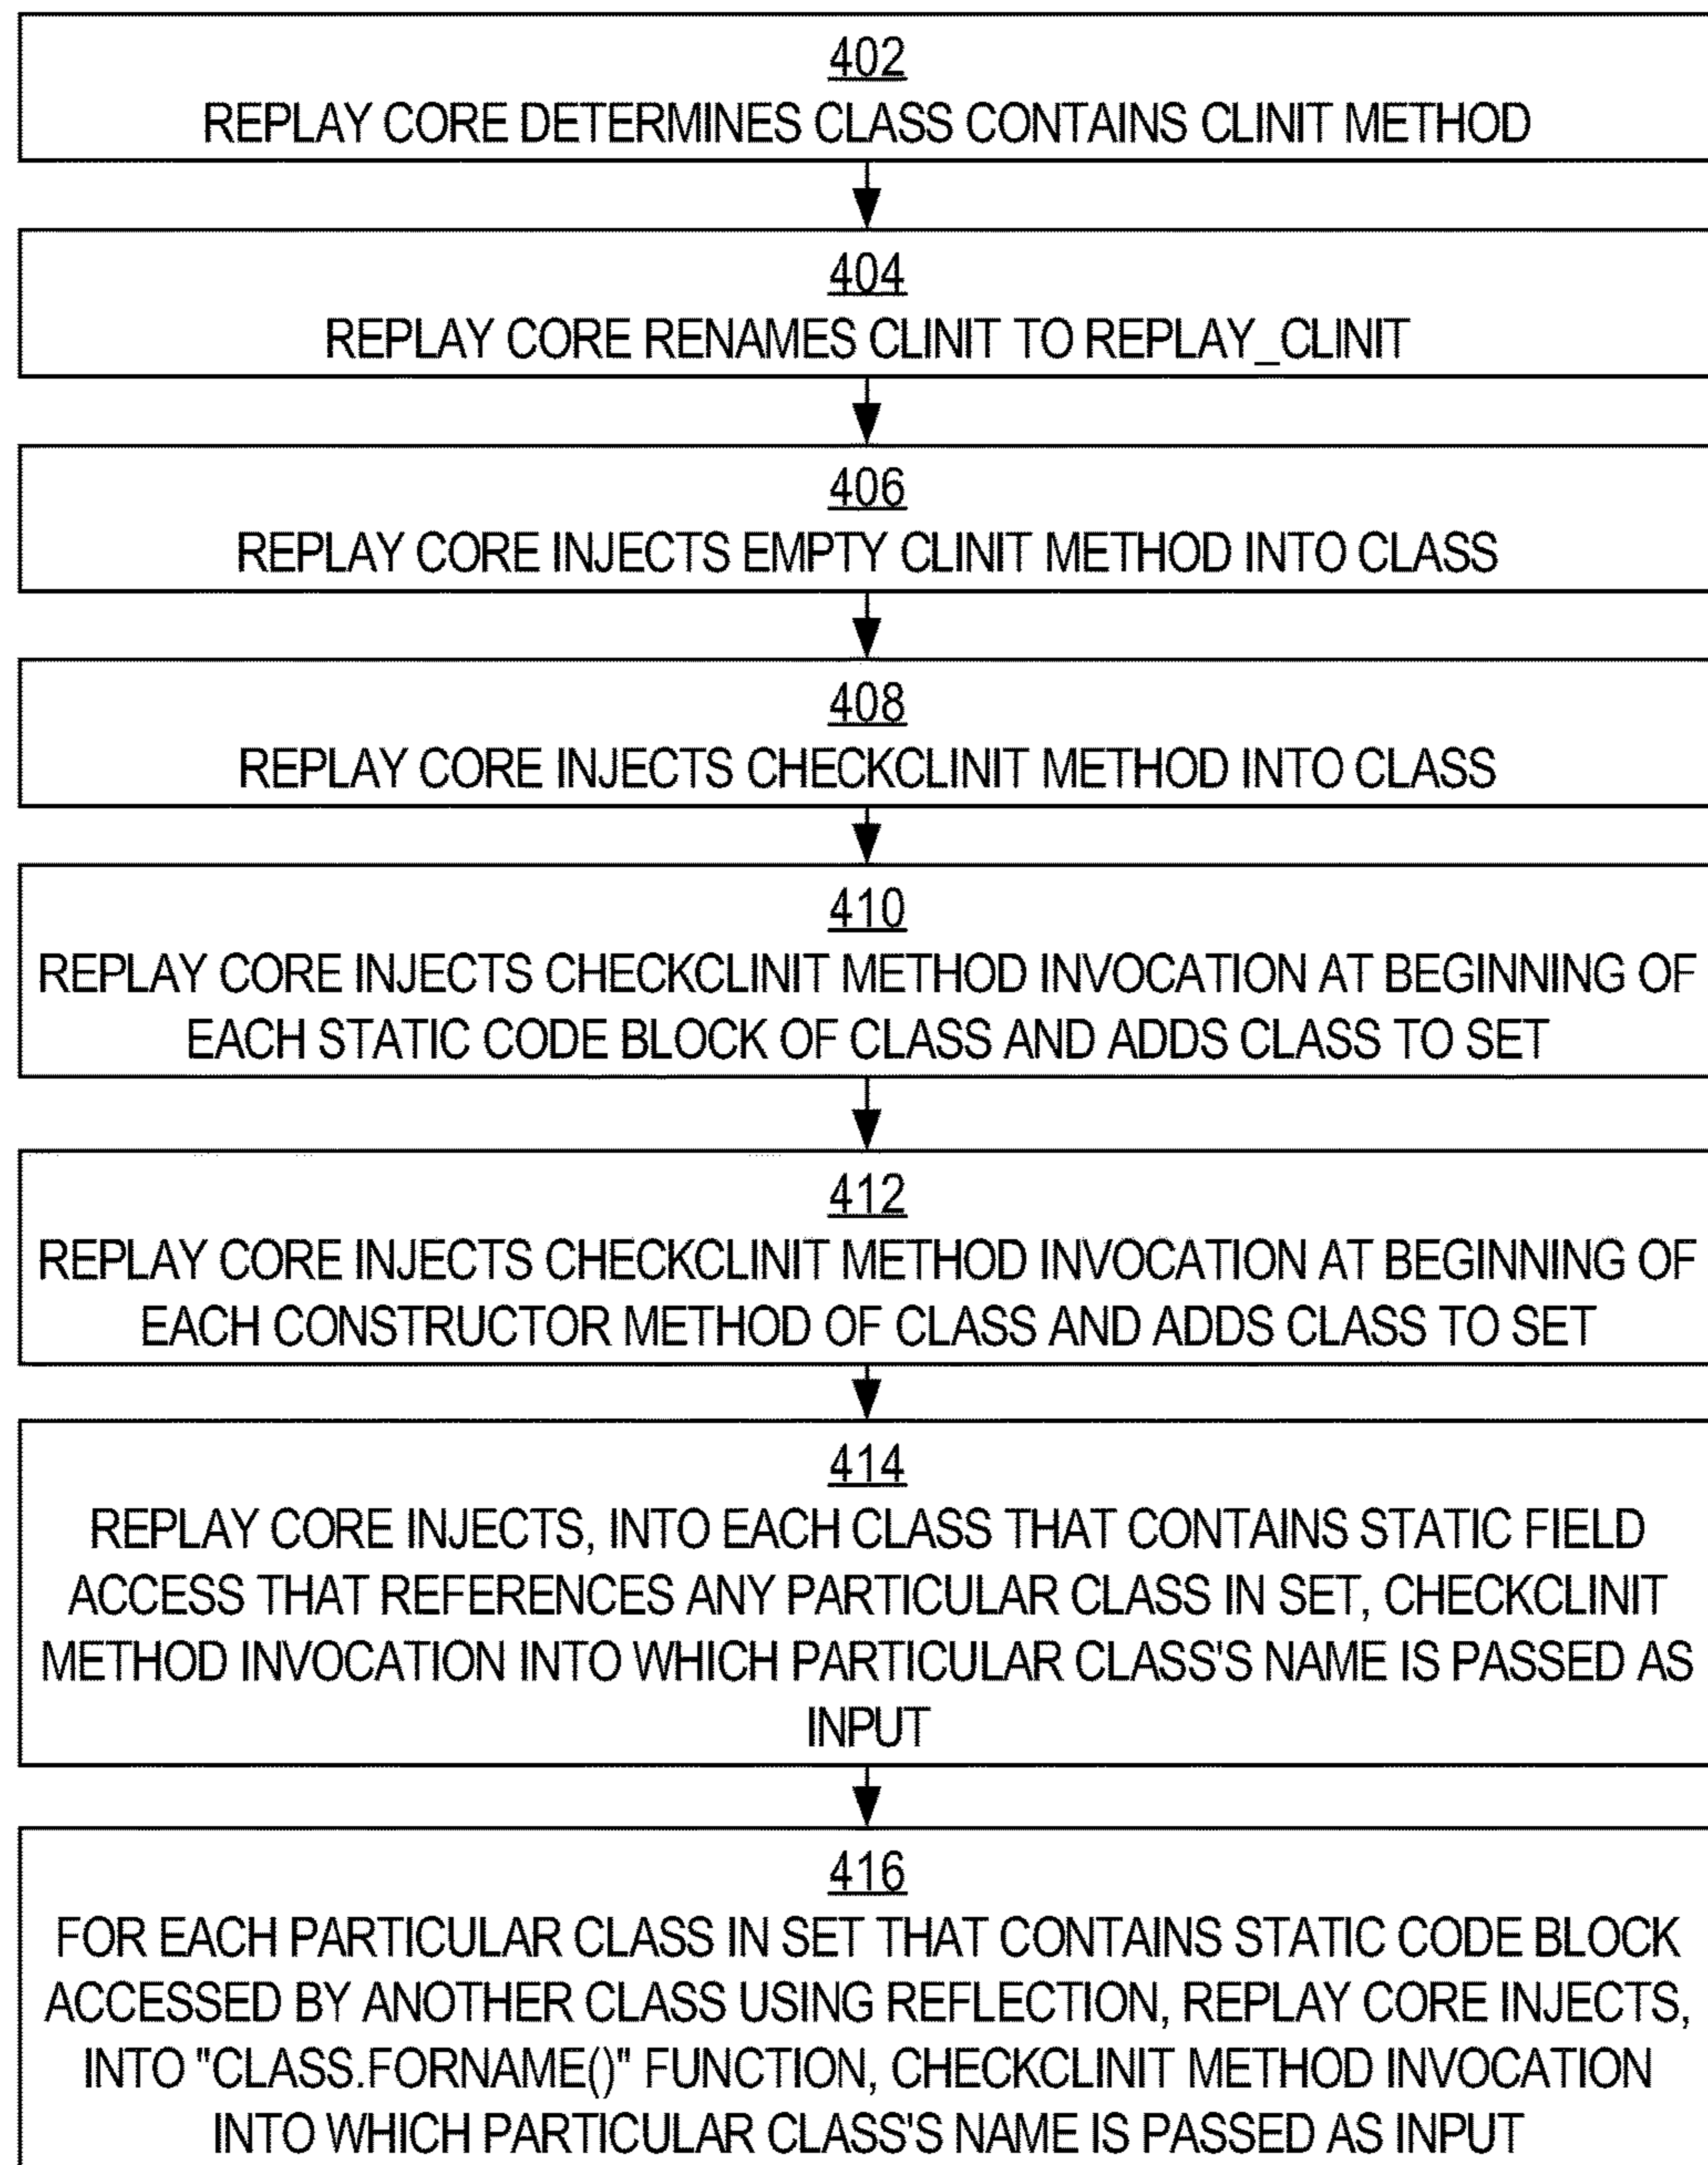 402
REPLAY CORE DETERMINES CLASS CONTAINS CLINIT METHOD
404
REPLAY CORE RENAMES CLINIT TO REPLAY_CLINIT
406
REPLAY CORE INJECTS EMPTY CLINIT METHOD INTO CLASS
408
REPLAY CORE INJECTS CHECKCLINIT METHOD INTO CLASS
410
REPLAY CORE INJECTS CHECKCLINIT METHOD INVOCATION AT BEGINNING OF
EACH STATIC CODE BLOCK OF CLASS AND ADDS CLASS TO SET
412
REPLAY CORE INJECTS CHECKCLINIT METHOD INVOCATION AT BEGINNING OF
EACH CONSTRUCTOR METHOD OF CLASS AND ADDS CLASS TO SET
414
REPLAY CORE INJECTS, INTO EACH CLASS THAT CONTAINS STATIC FIELD
ACCESS THAT REFERENCES ANY PARTICULAR CLASS IN SET, CHECKCLINIT
METHOD INVOCATION INTO WHICH PARTICULAR CLASS'S NAME IS PASSED AS
INPUT
416
FOR EACH PARTICULAR CLASS IN SET THAT CONTAINS STATIC CODE BLOCK
ACCESSED BY ANOTHER CLASS USING REFLECTION, REPLAY CORE INJECTS,
INTO "CLASS.FORNAME()" FUNCTION, CHECKCLINIT METHOD INVOCATION
INTO WHICH PARTICULAR CLASS'S NAME IS PASSED AS INPUT